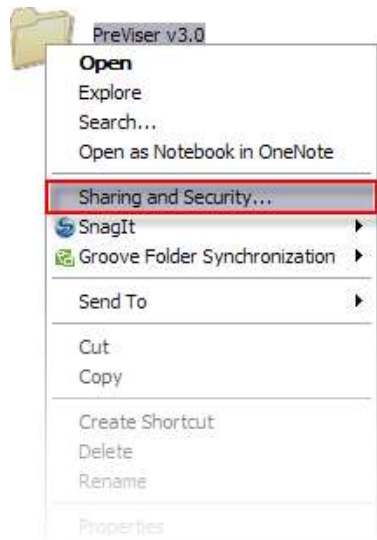 PreViser v3.0
Open
Explore
Search...
Open as Notebook in OneNote
Sharing and Security...
SnagIt
Groove Folder Synchronization
Send To
Cut
Copy
Create Shortcut
Delete
Rename
Properties